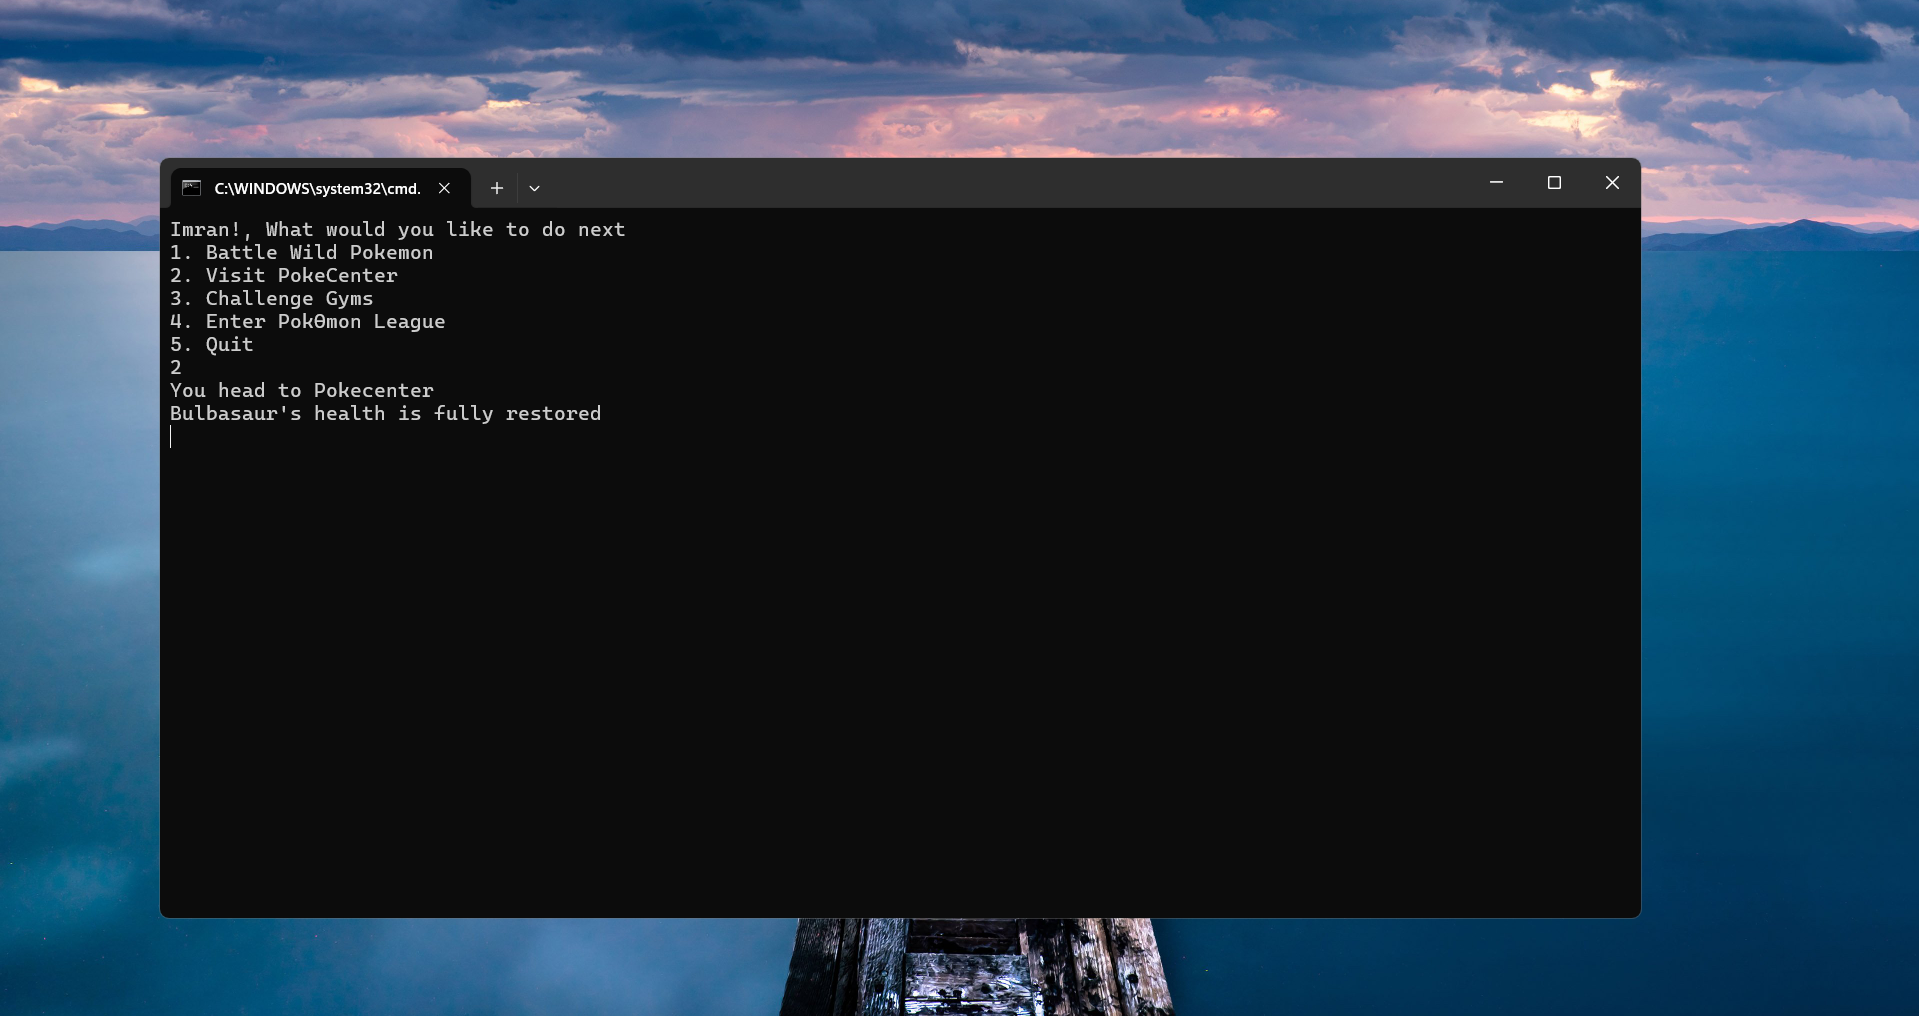 C:\WINDOWS\system32\cmd.
Imran!, What would you like to do next
1. Battle Wild Pokemon
2. Visit PokeCenter
3. Challenge Gyms
4. Enter PokΘmon League
5. Quit
2
You head to Pokecenter
Bulbasaur's health is fully restored